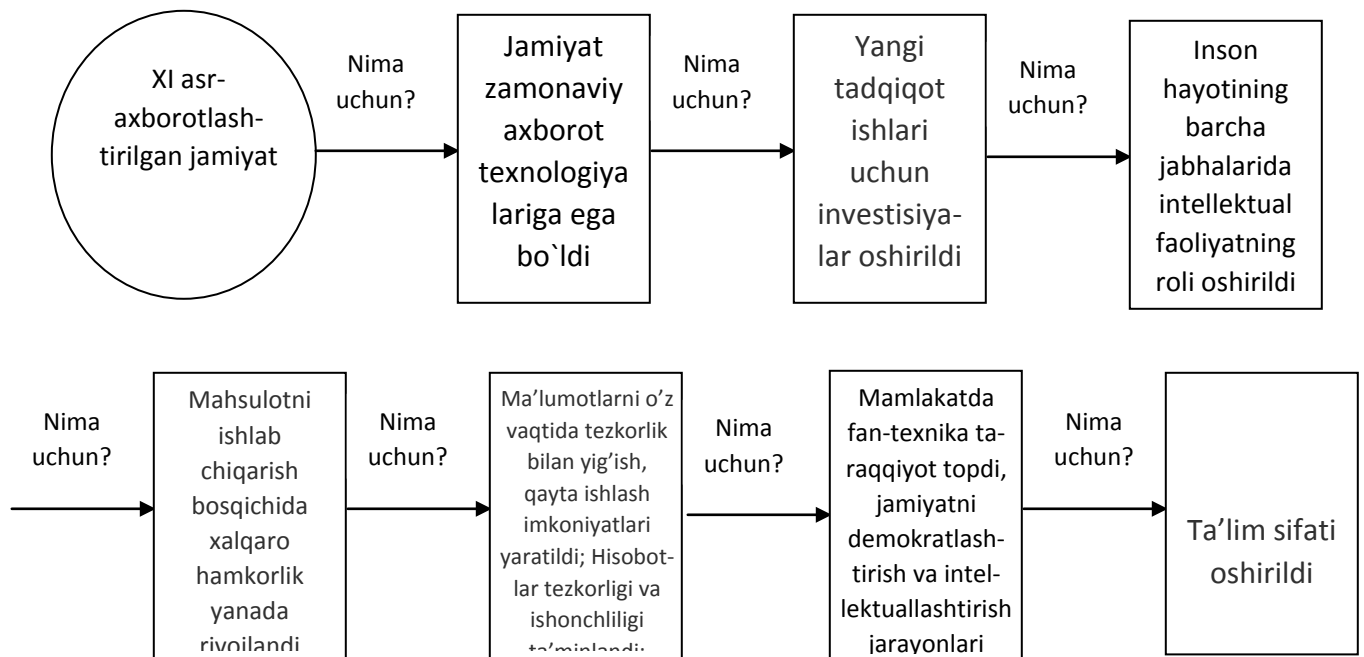 XI asr-
axborotlash-
tirilgan jamiyat
Nima
uchun?
Jamiyat
zamonaviy
axborot
texnologiya
lariga ega
bo`ldi
Nima
uchun?
Yangi
tadqiqot
ishlari
uchun
investisiya-
lar oshirildi
Nima
uchun?
Inson
hayotining
barcha
jabhalarida
intellektual
faoliyatning
roli oshirildi
Nima
uchun?
Mahsulotni
ishlab
chiqarish
bosqichida
xalqaro
hamkorlik
yanada
rivojlandi
Nima
uchun?
Ma’lumotlarni o’z
vaqtida tezkorlik
bilan yig’ish,
qayta ishlash
imkoniyatlari
yaratildi; Hisobot-
lar tezkorligi va
ishonchliligi
ta’minlandi;
Nima
uchun?
Mamlakatda
fan-texnika ta-
raqqiyot topdi,
jamiyatni
demokratlash-
tirish va intel-
lektuallashtirish
jarayonlari
Nima
uchun?
Ta’lim sifati
oshirildi